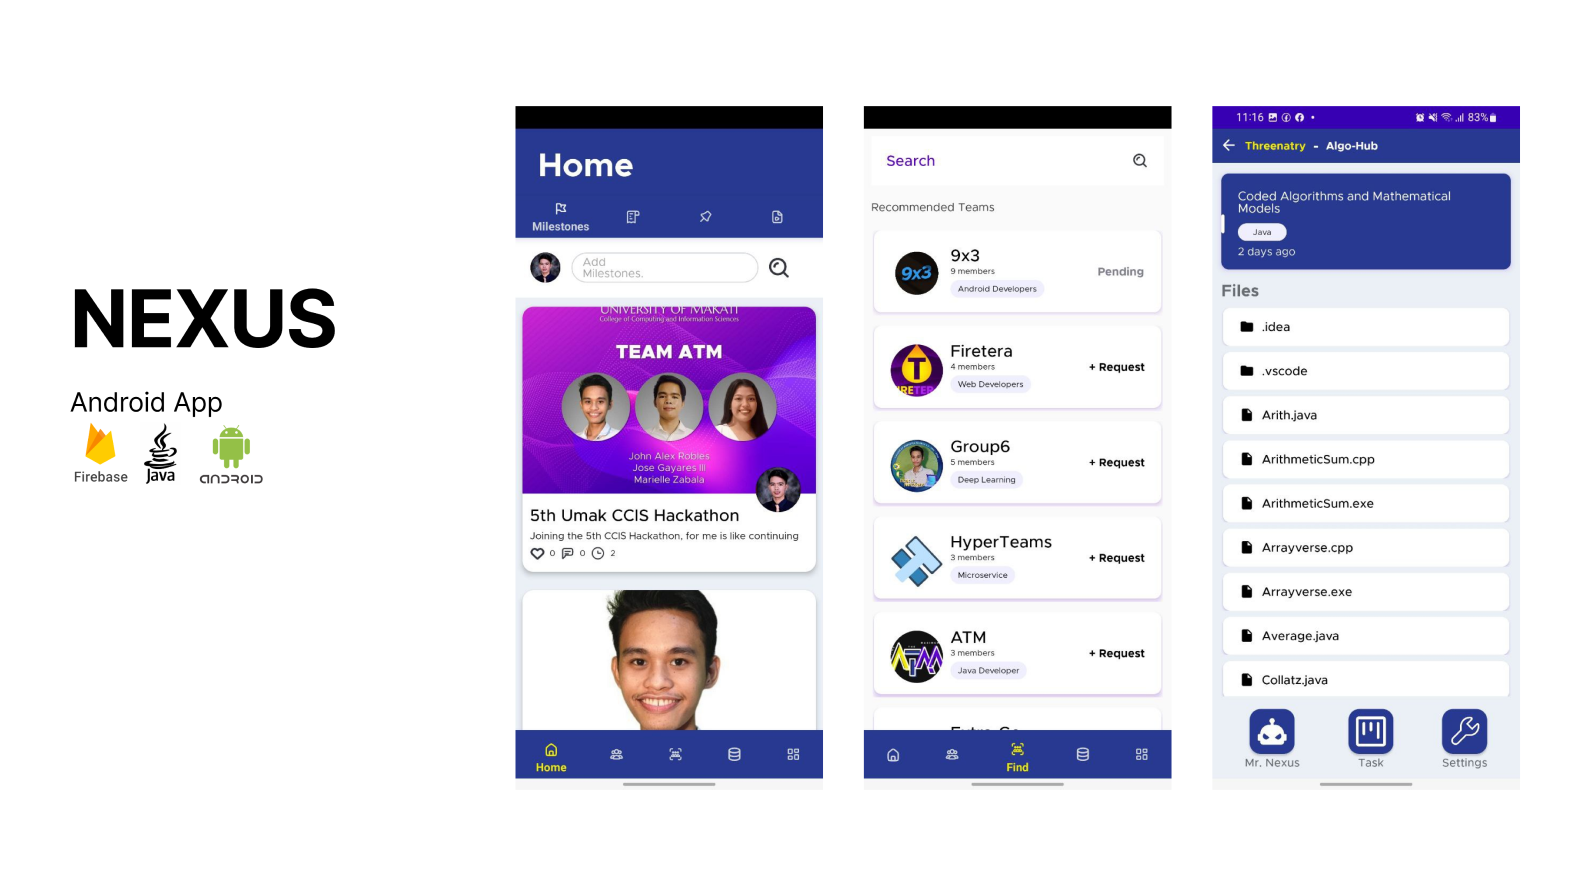 NEXUS
Android App
Firebase
Java
ANDROID
Home
Milestones
Add
Milestones.
UNIVERSITY OF MAKATI
College of Computing and Information Sciences
TEAM ATM
John Alex Robles
Jose Gayares III
Marielle Zabala
5th Umak CCIS Hackathon
Joining the 5th CCIS Hackathon, for me is like continuing
0 0 2
Home
Search
Recommended Teams
9x3
9x3
9 members
Pending
Android Developers
Firetera
4 members
+ Request
Web Developers
Group6
5 members
+ Request
Deep Learning
HyperTeams
3 members
+ Request
Microservice
ATM
ATM
3 members
+ Request
Java Developer
Find
11:16 83%
Threenatry - Algo-Hub
Coded Algorithms and Mathematical
Models
Java
2 days ago
Files
.idea
.vscode
Arith.java
ArithmeticSum.cpp
ArithmeticSum.exe
Arrayverse.cpp
Arrayverse.exe
Average.java
Collatz.java
Mr. Nexus Task Settings